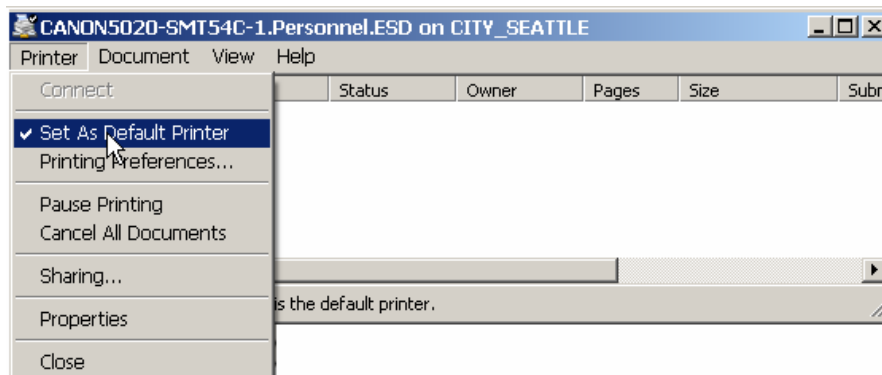 CANON5020-SMT54C-1.Personnel.ESD on CITY_SEATTLE
Printer Document View Help
Connect
Status Owner Pages Size Subr
Set As Default Printer
Printing Preferences...
Pause Printing
Cancel All Documents
Sharing...
is the default printer.
Properties
Close